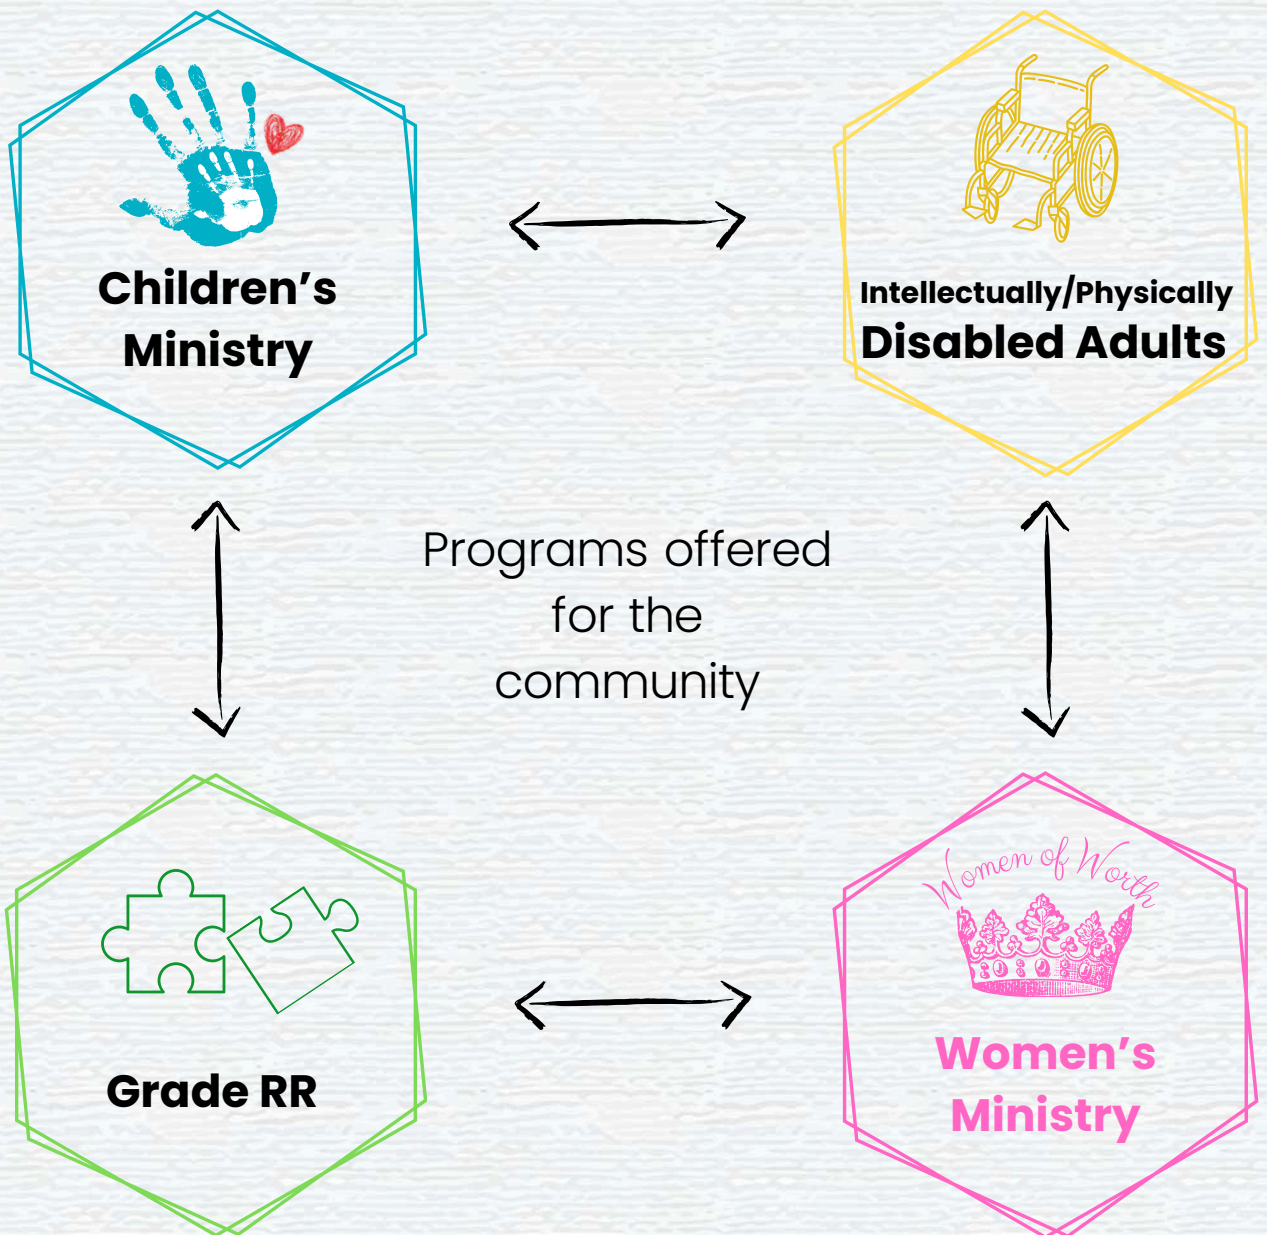 Children’s
Ministry
Intellectually/Physically
Disabled Adults
Programs offered
for the
community
Grade RR
Women of Worth
Women’s
Ministry